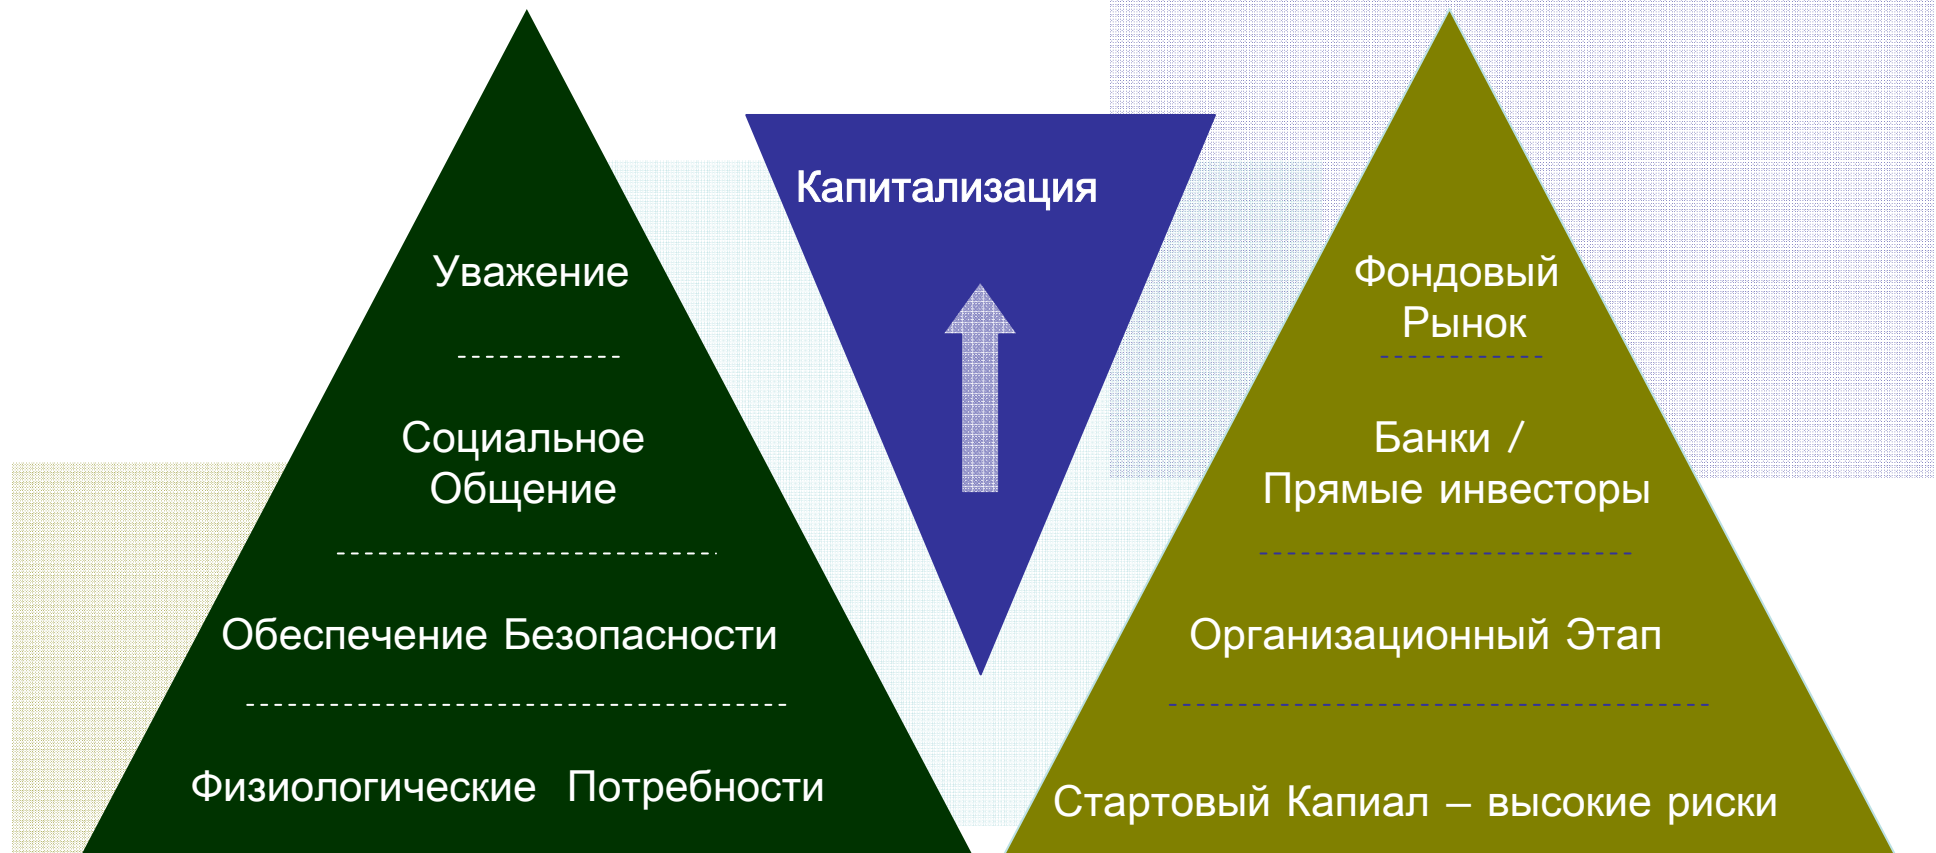 Уважение
Социальное
Общение
Обеспечение Безопасности
Физиологические Потребности
Капитализация
Фондовый
Рынок
Банки /
Прямые инвесторы
Организационный Этап
Стартовый Капиал – высокие риски